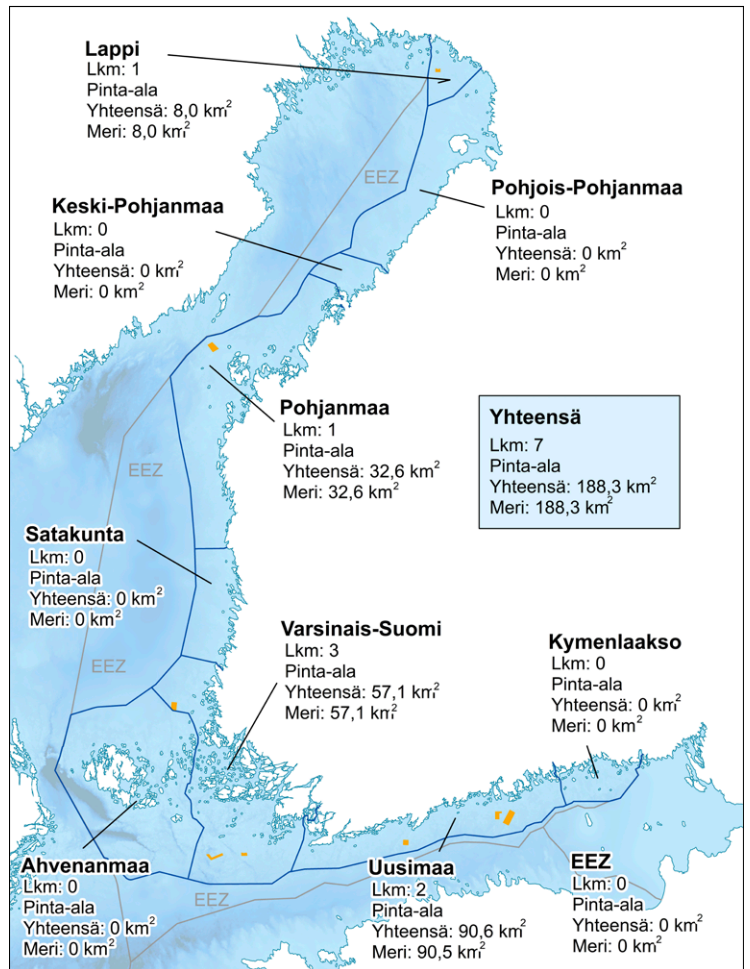 Lappi
Lkm: 1
Pinta-ala
Yhteensä: 8,0 km²
Meri: 8,0 km²
EEZ
Pohjois-Pohjanmaa
Lkm: 0
Pinta-ala
Yhteensä: 0 km²
Meri: 0 km²
Keski-Pohjanmaa
Lkm: 0
Pinta-ala
Yhteensä: 0 km²
Meri: 0 km²
Pohjanmaa
Lkm: 1
Pinta-ala
Yhteensä: 32,6 km²
Meri: 32,6 km²
Yhteensä
Lkm: 7
Pinta-ala
Yhteensä: 188,3 km²
Meri: 188,3 km²
EEZ
Satakunta
Lkm: 0
Pinta-ala
Yhteensä: 0 km²
Meri: 0 km²
EEZ
Varsinais-Suomi
Lkm: 3
Pinta-ala
Yhteensä: 57,1 km²
Meri: 57,1 km²
Kymenlaakso
Lkm: 0
Pinta-ala
Yhteensä: 0 km²
Meri: 0 km²
Ahvenanmaa
Lkm: 0
Pinta-ala
Yhteensä: 0 km²
Meri: 0 km²
EEZ
Uusimaa
Lkm: 2
Pinta-ala
Yhteensä: 90,6 km²
Meri: 90,5 km²
EEZ
Lkm: 0
Pinta-ala
Yhteensä: 0 km²
Meri: 0 km²